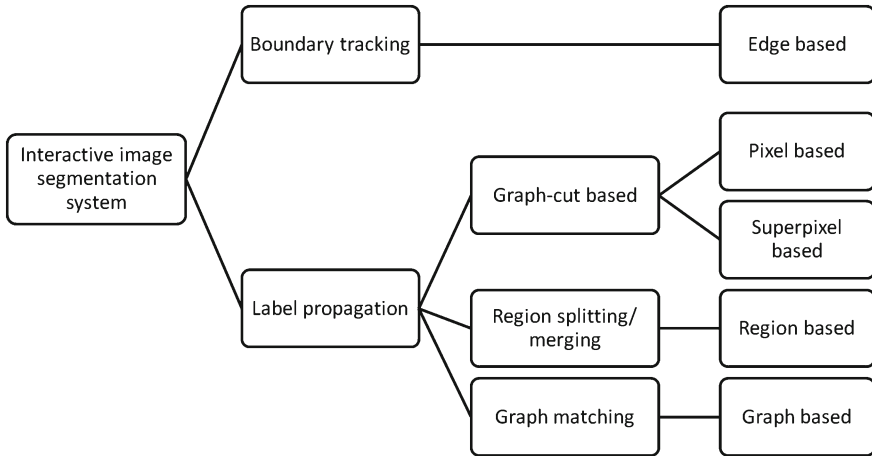 Boundary tracking
Edge based
Interactive image
segmentation
system
Pixel based
Graph-cut based
Superpixel
based
Label propagation
Region splitting/
merging
Region based
Graph matching
Graph based